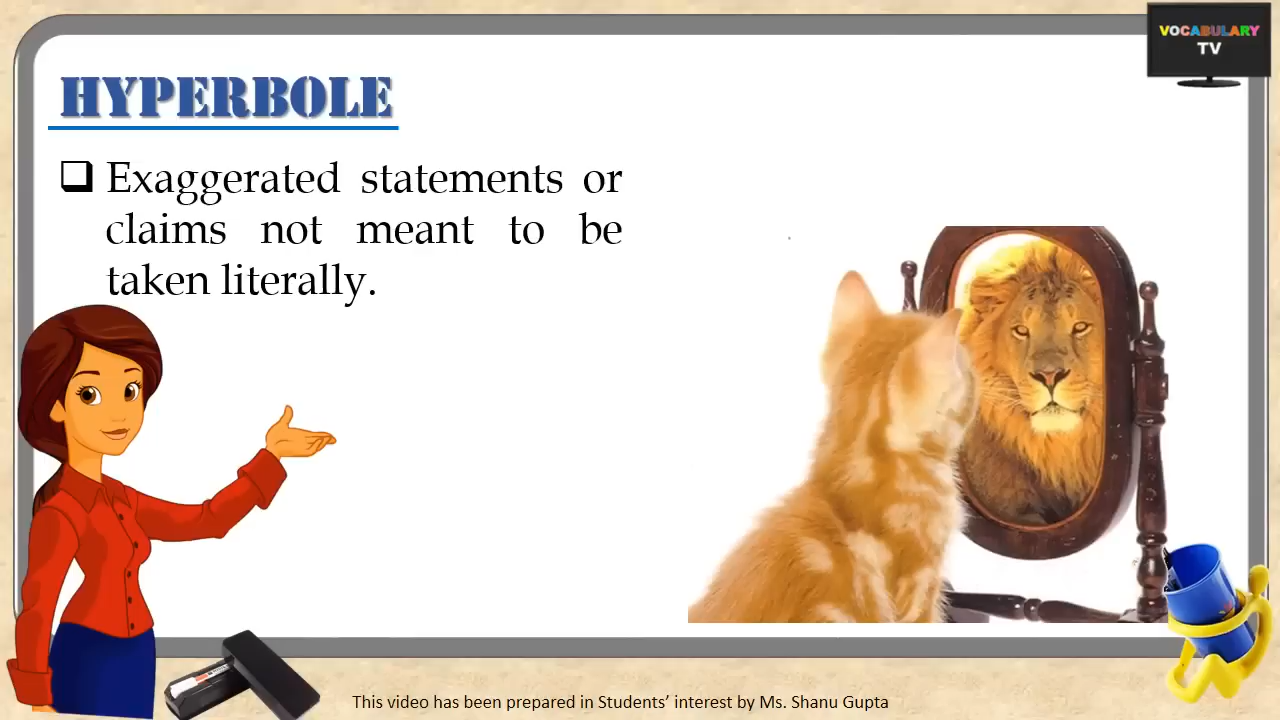 VOCABULARY
TV
HYPERBOLE
Exaggerated statements or
claims not meant to be
taken literally.
This video has been prepared in Students’ interest by Ms. Shanu Gupta